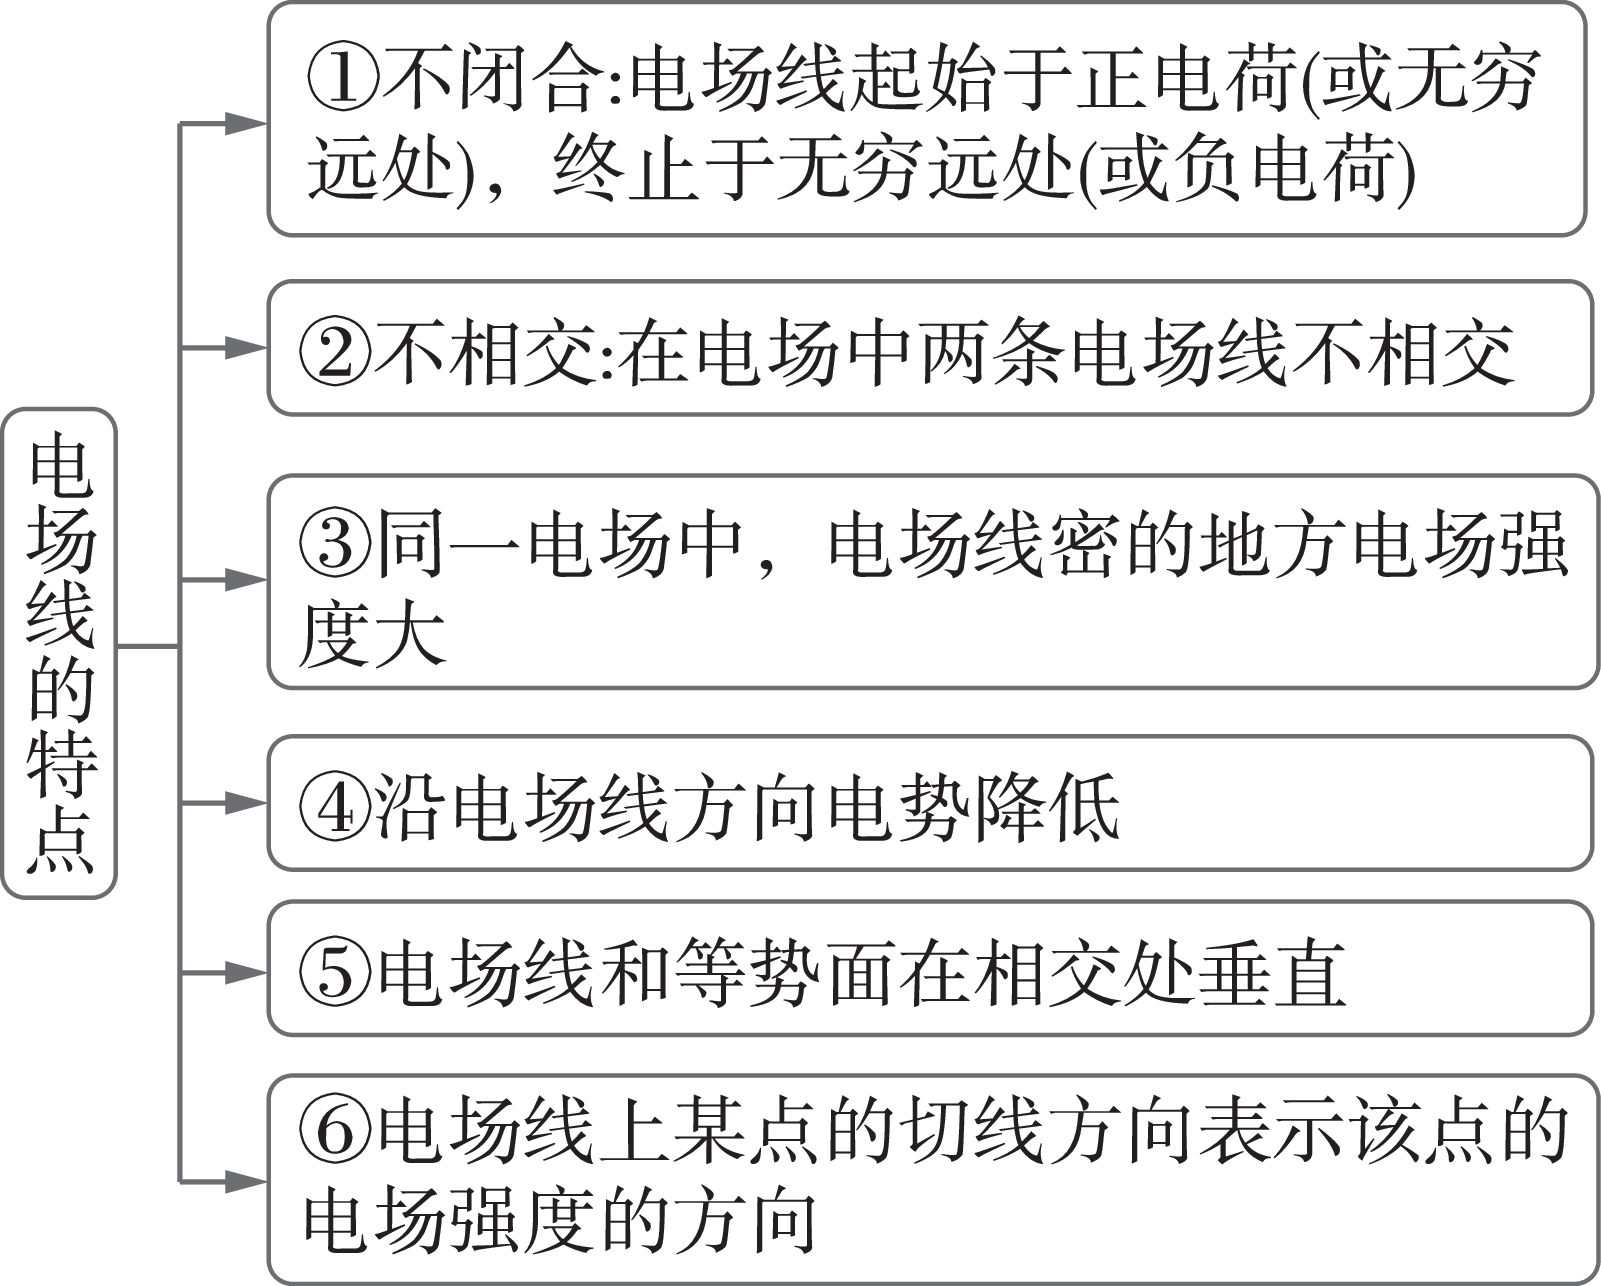 电场线的特点
①不闭合:电场线起始于正电荷(或无穷
远处)，终止于无穷远处(或负电荷)
②不相交:在电场中两条电场线不相交
③同一电场中，电场线密的地方电场强
度大
④沿电场线方向电势降低
⑤电场线和等势面在相交处垂直
⑥电场线上某点的切线方向表示该点的
电场强度的方向